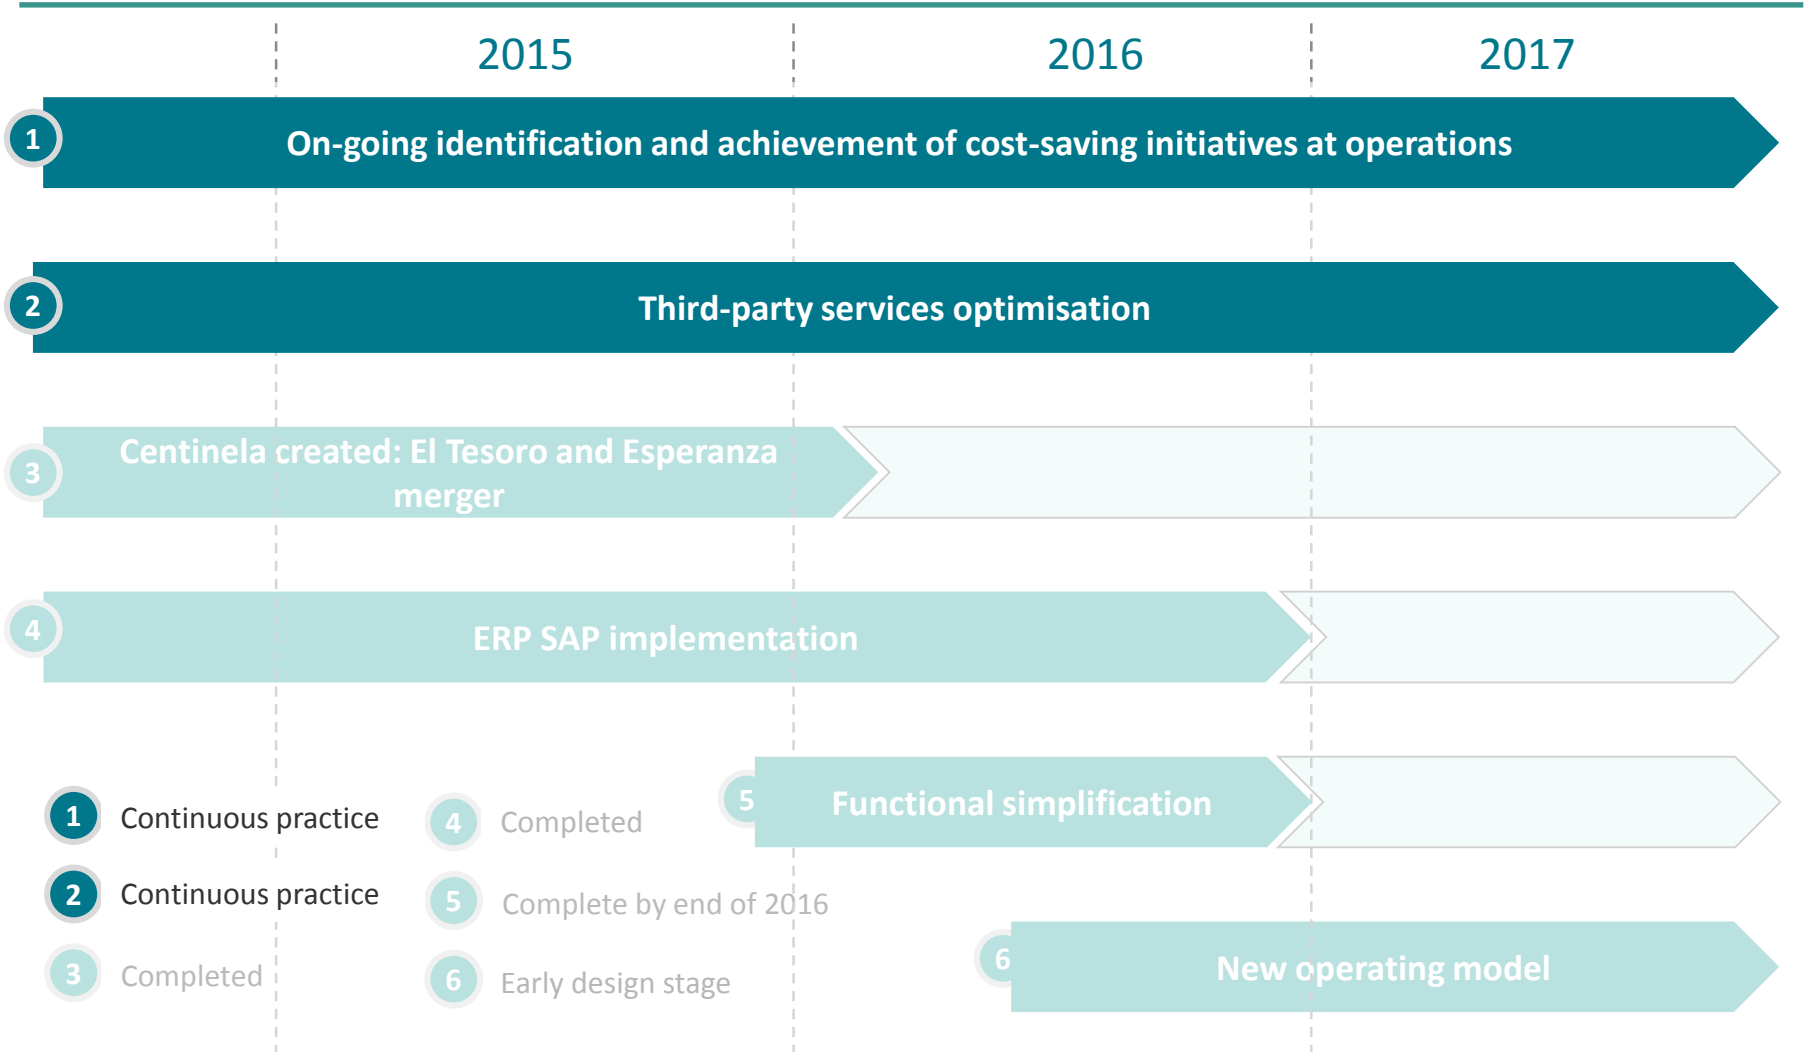 2015
2016
2017
1
On-going identification and achievement of cost-saving initiatives at operations
2
Third-party services optimisation
3
Centinela created: El Tesoro and Esperanza
merger
4
ERP SAP implementation
5
Functional simplification
6
New operating model
1 Continuous practice
2 Continuous practice
3 Completed
4 Completed
5 Complete by end of 2016
6 Early design stage